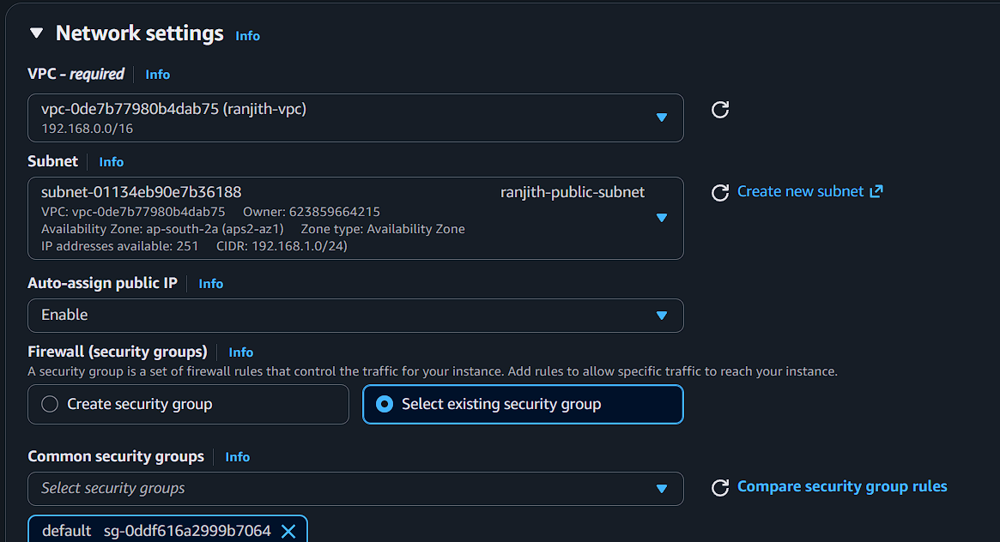 Network settings Info
VPC - required Info
vpc-0de7b77980b4dab75 (ranjith-vpc)
192.168.0.0/16
Subnet Info
subnet-01134eb90e7b36188 ranjith-public-subnet
VPC: vpc-0de7b77980b4dab75 Owner: 623859664215
Availability Zone: ap-south-2a (aps2-az1) Zone type: Availability Zone
IP addresses available: 251 CIDR: 192.168.1.0/24)
Create new subnet
Auto-assign public IP Info
Enable
Firewall (security groups) Info
A security group is a set of firewall rules that control the traffic for your instance. Add rules to allow specific traffic to reach your instance.
Create security group Select existing security group
Common security groups Info
Select security groups
Compare security group rules
default sg-0ddf616a2999b7064